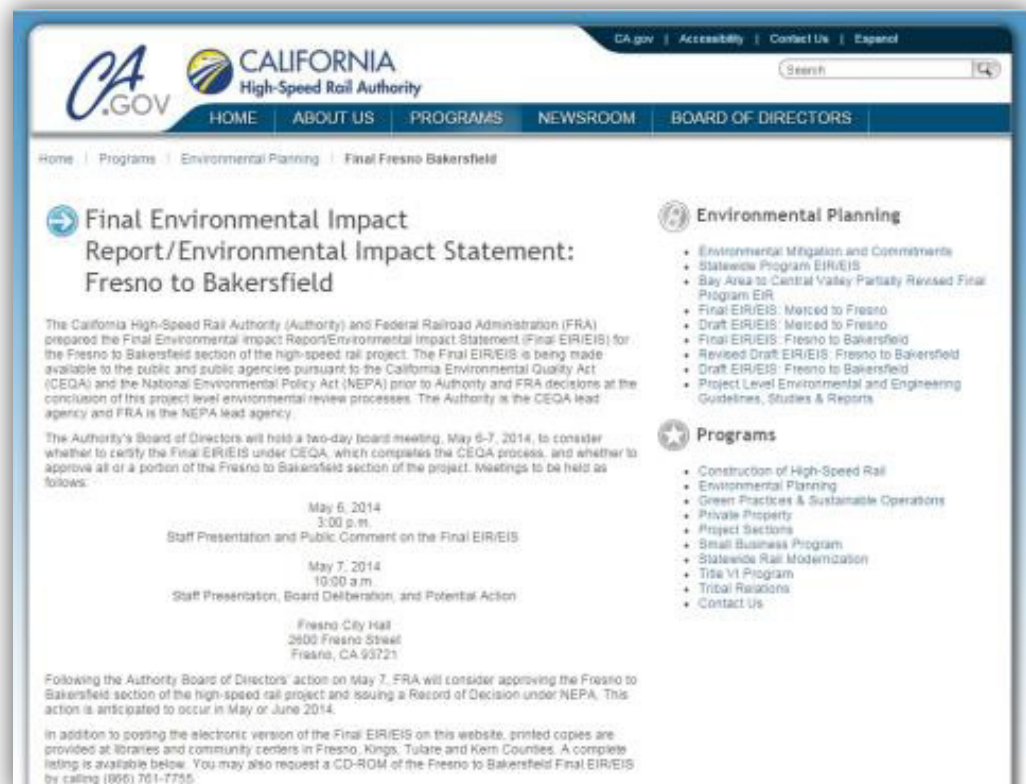 CA.gov | Accessibility | Contact Us | Espanol
CA.GOV
CALIFORNIA
High-Speed Rail Authority
Search
HOME ABOUT US PROGRAMS NEWSROOM BOARD OF DIRECTORS
Home | Programs | Environmental Planning | Final Fresno Bakersfield
Final Environmental Impact
Report/Environmental Impact Statement:
Fresno to Bakersfield
The California High-Speed Rail Authority (Authority) and Federal Railroad Administration (FRA)
prepared the Final Environmental Impact Report/Environmental Impact Statement (Final EIR/EIS) for
the Fresno to Bakersfield section of the high-speed rail project. The Final EIR/EIS is being made
available to the public and public agencies pursuant to the California Environmental Quality Act
(CEQA) and the National Environmental Policy Act (NEPA) prior to Authority and FRA decisions at the
conclusion of this project level environmental review processes. The Authority is the CEQA lead
agency and FRA is the NEPA lead agency.
The Authority's Board of Directors will hold a two-day board meeting, May 6-7, 2014, to consider
whether to certify the Final EIR/EIS under CEQA, which completes the CEQA process, and whether to
approve all or a portion of the Fresno to Bakersfield section of the project. Meetings to be held as
follows:
May 6, 2014
3:00 p.m.
Staff Presentation and Public Comment on the Final EIR/EIS
May 7, 2014
10:00 a.m.
Staff Presentation, Board Deliberation, and Potential Action
Fresno City Hall
2600 Fresno Street
Fresno, CA 93721
Following the Authority Board of Directors' action on May 7, FRA will consider approving the Fresno to
Bakersfield section of the high-speed rail project and issuing a Record of Decision under NEPA. This
action is anticipated to occur in May or June 2014.
In addition to posting the electronic version of the Final EIR/EIS on this website, printed copies are
provided at libraries and community centers in Fresno, Kings, Tulare and Kern Counties. A complete
listing is available below. You may also request a CD-ROM of the Fresno to Bakersfield Final EIR/EIS
by calling (866) 761-7755
Environmental Planning
Environmental Mitigation and Commitments
Statewide Program EIR/EIS
Bay Area to Central Valley Partially Revised Final
Program EIR
Final EIR/EIS: Merced to Fresno
Draft EIR/EIS: Merced to Fresno
Final EIR/EIS: Fresno to Bakersfield
Revised Draft EIR/EIS: Fresno to Bakersfield
Draft EIR/EIS: Fresno to Bakersfield
Project Level Environmental and Engineering
Guidelines, Studies & Reports
Programs
Construction of High-Speed Rail
Environmental Planning
Green Practices & Sustainable Operations
Private Property
Project Sections
Small Business Program
Statewide Rail Modernization
Title VI Program
Tribal Relations
Contact Us